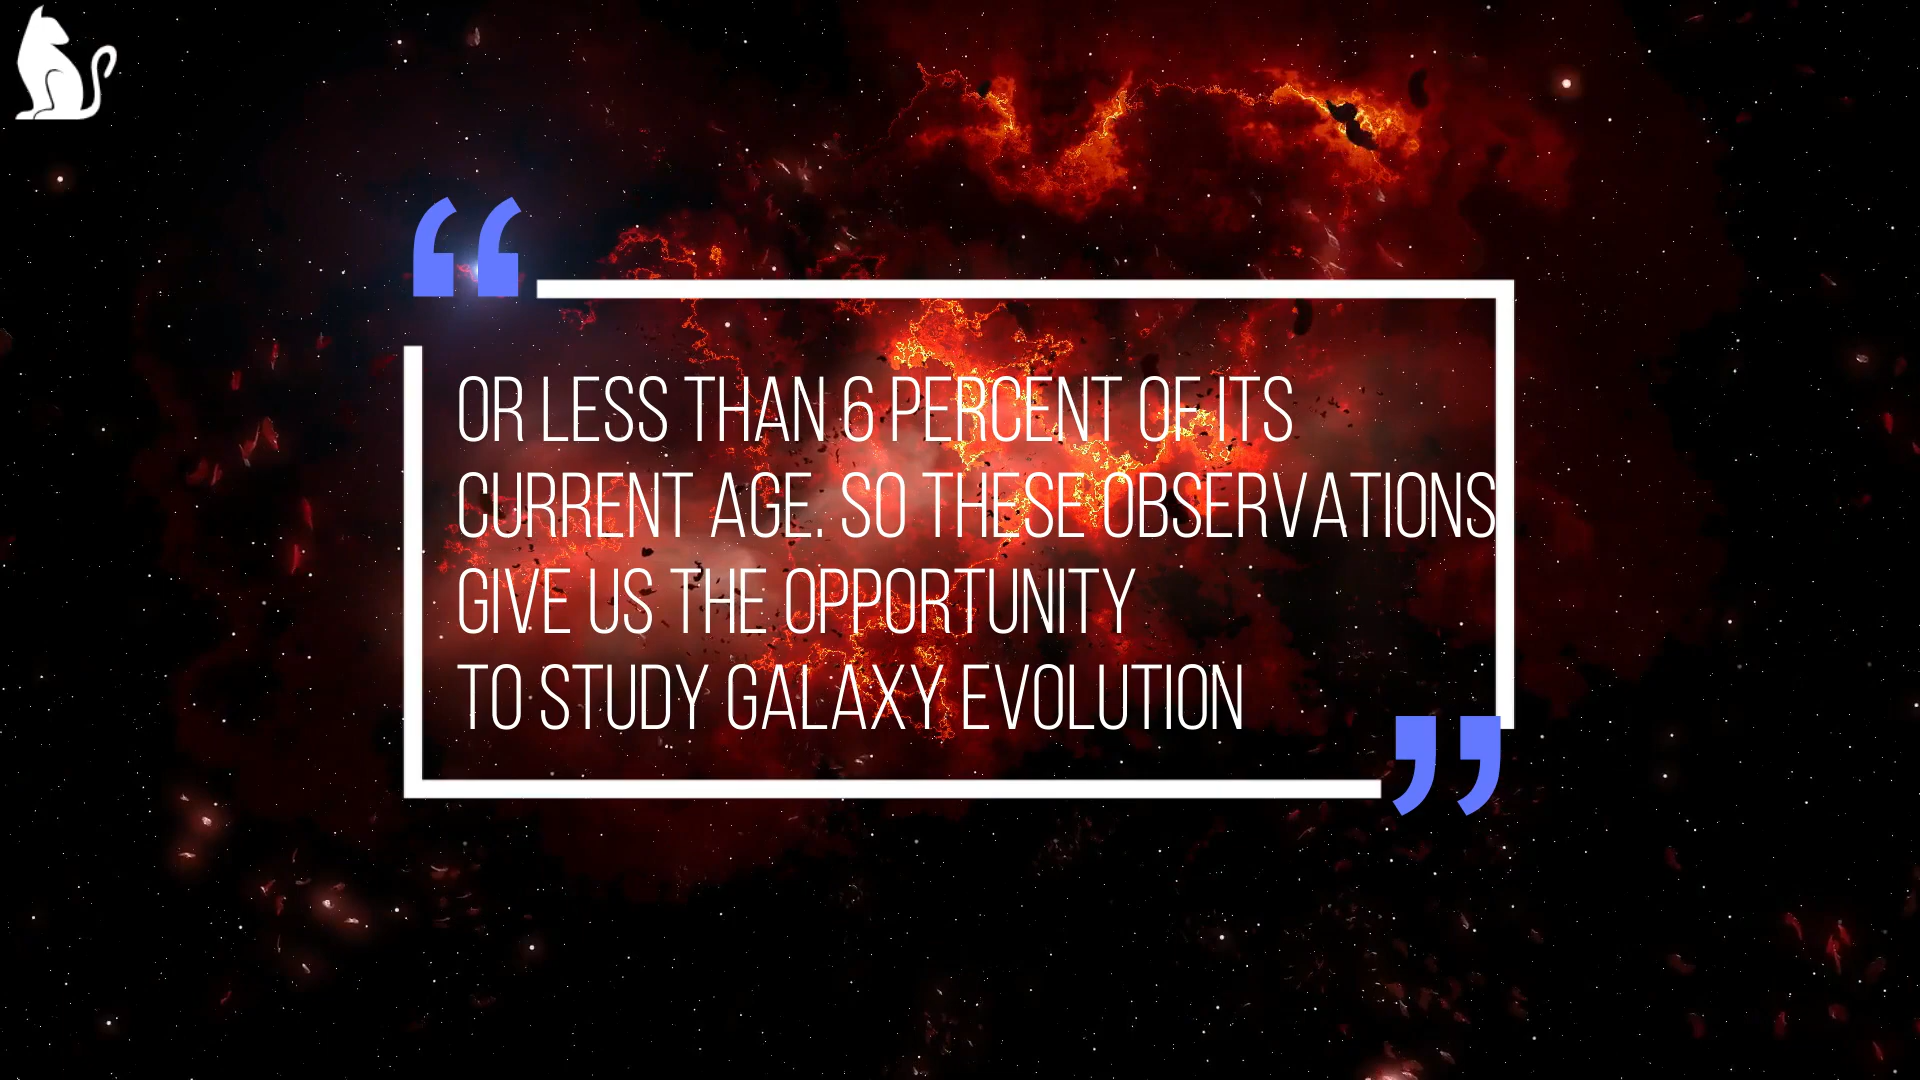 “
OR LESS THAN 6 PERCENT OF ITS
CURRENT AGE. SO THESE OBSERVATIONS
GIVE US THE OPPORTUNITY
TO STUDY GALAXY EVOLUTION
”